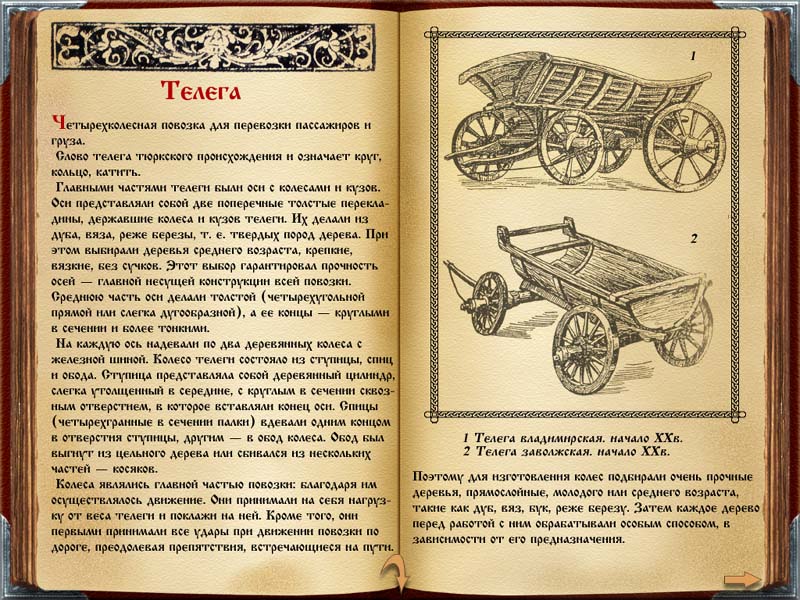 Телега
Четырехколесная повозка для перевозки пассажиров и
груза.
Слово телега тюркского происхождения и означает круг,
кольцо, катить.
Главными частями телеги были оси с колесами и кузов.
Оси представляли собой две поперечные толстые перекла-
дины, державшие колеса и кузов телеги. Их делали из
дуба, вяза, реже березы, т. е. твердых пород дерева. При
этом выбирали деревья среднего возраста, крепкие,
вязкие, без сучков. Этот выбор гарантировал прочность
осей — главной несущей конструкции всей повозки.
Среднюю часть оси делали толстой (четырехугольной
прямой или слегка дугообразной), а ее концы — круглыми
в сечении и более тонкими.
На каждую ось надевали по два деревянных колеса с
железной шиной. Колесо телеги состояло из ступицы, спиц
и обода. Ступица представляла собой деревянный цилиндр,
слегка утолщенный в середине, с круглым в сечении сквоз-
ным отверстием, в которое вставляли конец оси. Спицы
(четырехгранные в сечении палки) вдевали одним концом
в отверстия ступицы, другим — в обод колеса. Обод был
выгнут из цельного дерева или сбивался из нескольких
частей — косяков.
Колеса являлись главной частью повозки: благодаря им
осуществлялось движение. Они принимали на себя нагруз-
ку от веса телеги и поклажи на ней. Кроме того, они
первыми принимали все удары при движении повозки по
дороге, преодолевая препятствия, встречающиеся на пути.
1
2
1 Телега владимирская. начало XXв.
2 Телега заволжская. начало XXв.
Поэтому для изготовления колес подбирали очень прочные
деревья, прямослойные, молодого или среднего возраста,
такие как дуб, вяз, бук, реже березу. Затем каждое дерево
перед работой с ним обрабатывали особым способом, в
зависимости от его предназначения.